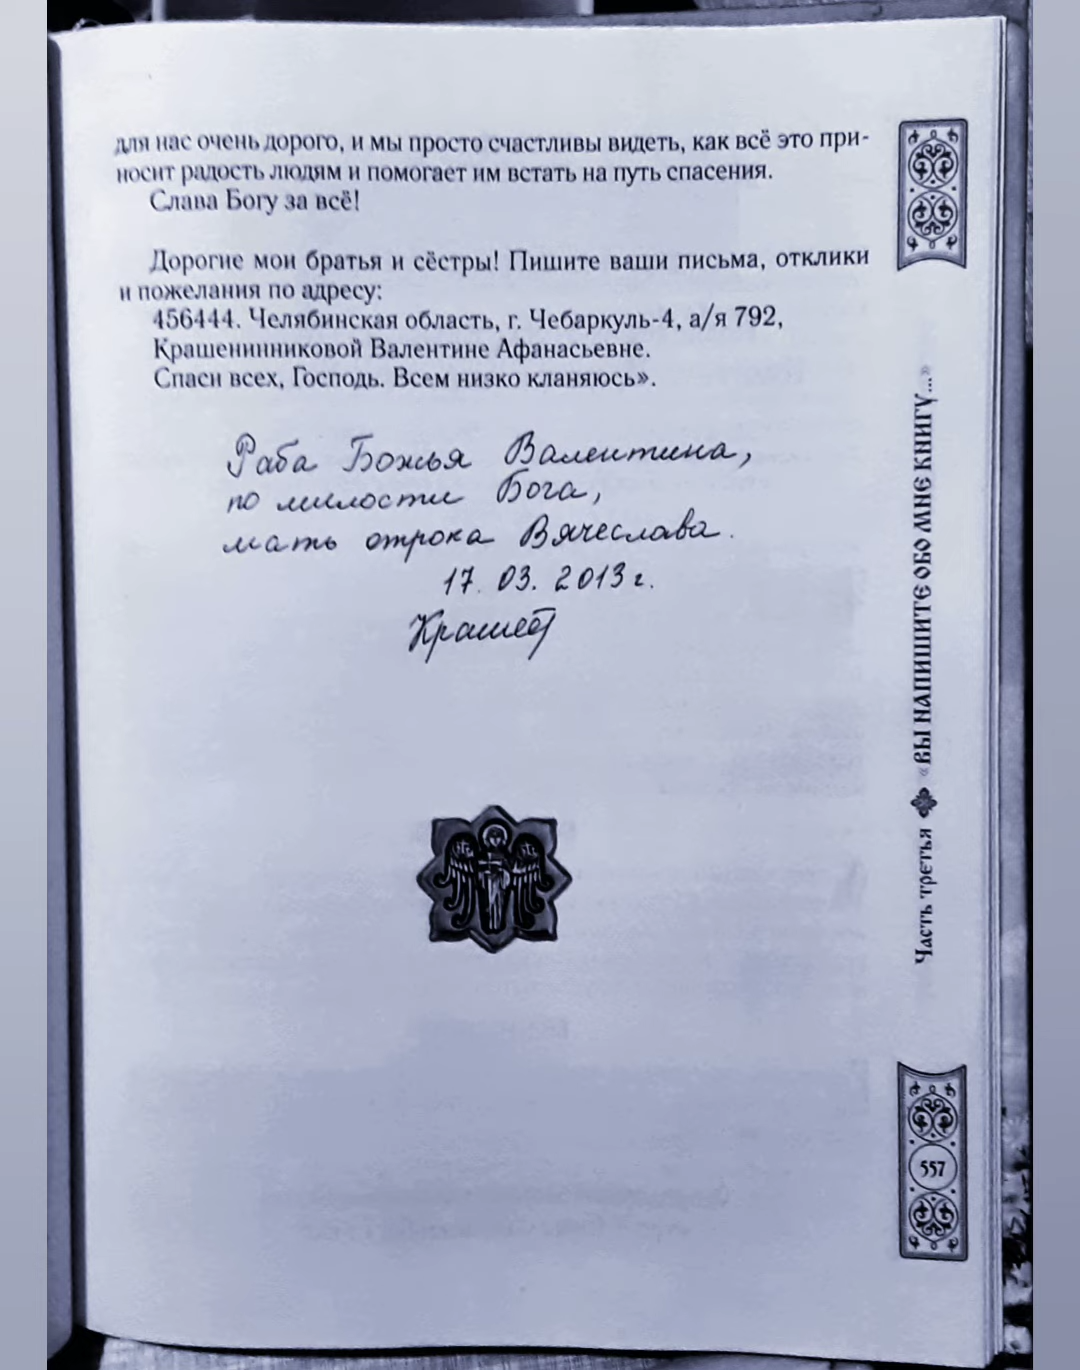 для нас очень дорого, и мы просто счастливы видеть, как всё это при-
носит радость людям и помогает им встать на путь спасения.
Слава Богу за всё!
Дорогие мои братья и сёстры! Пишите ваши письма, отклики
и пожелания по адресу:
456444. Челябинская область, г. Чебаркуль-4, а/я 792,
Крашенинниковой Валентине Афанасьевне.
Спаси всех, Господь. Всем низко кланяюсь».
Раба Божья Валентина,
по милости Бога,
мать отрока Вячеслава.
17. 03. 2013 г.
Часть третья «ВЫ НАПИШИТЕ ОБО МНЕ КНИГУ...»
557